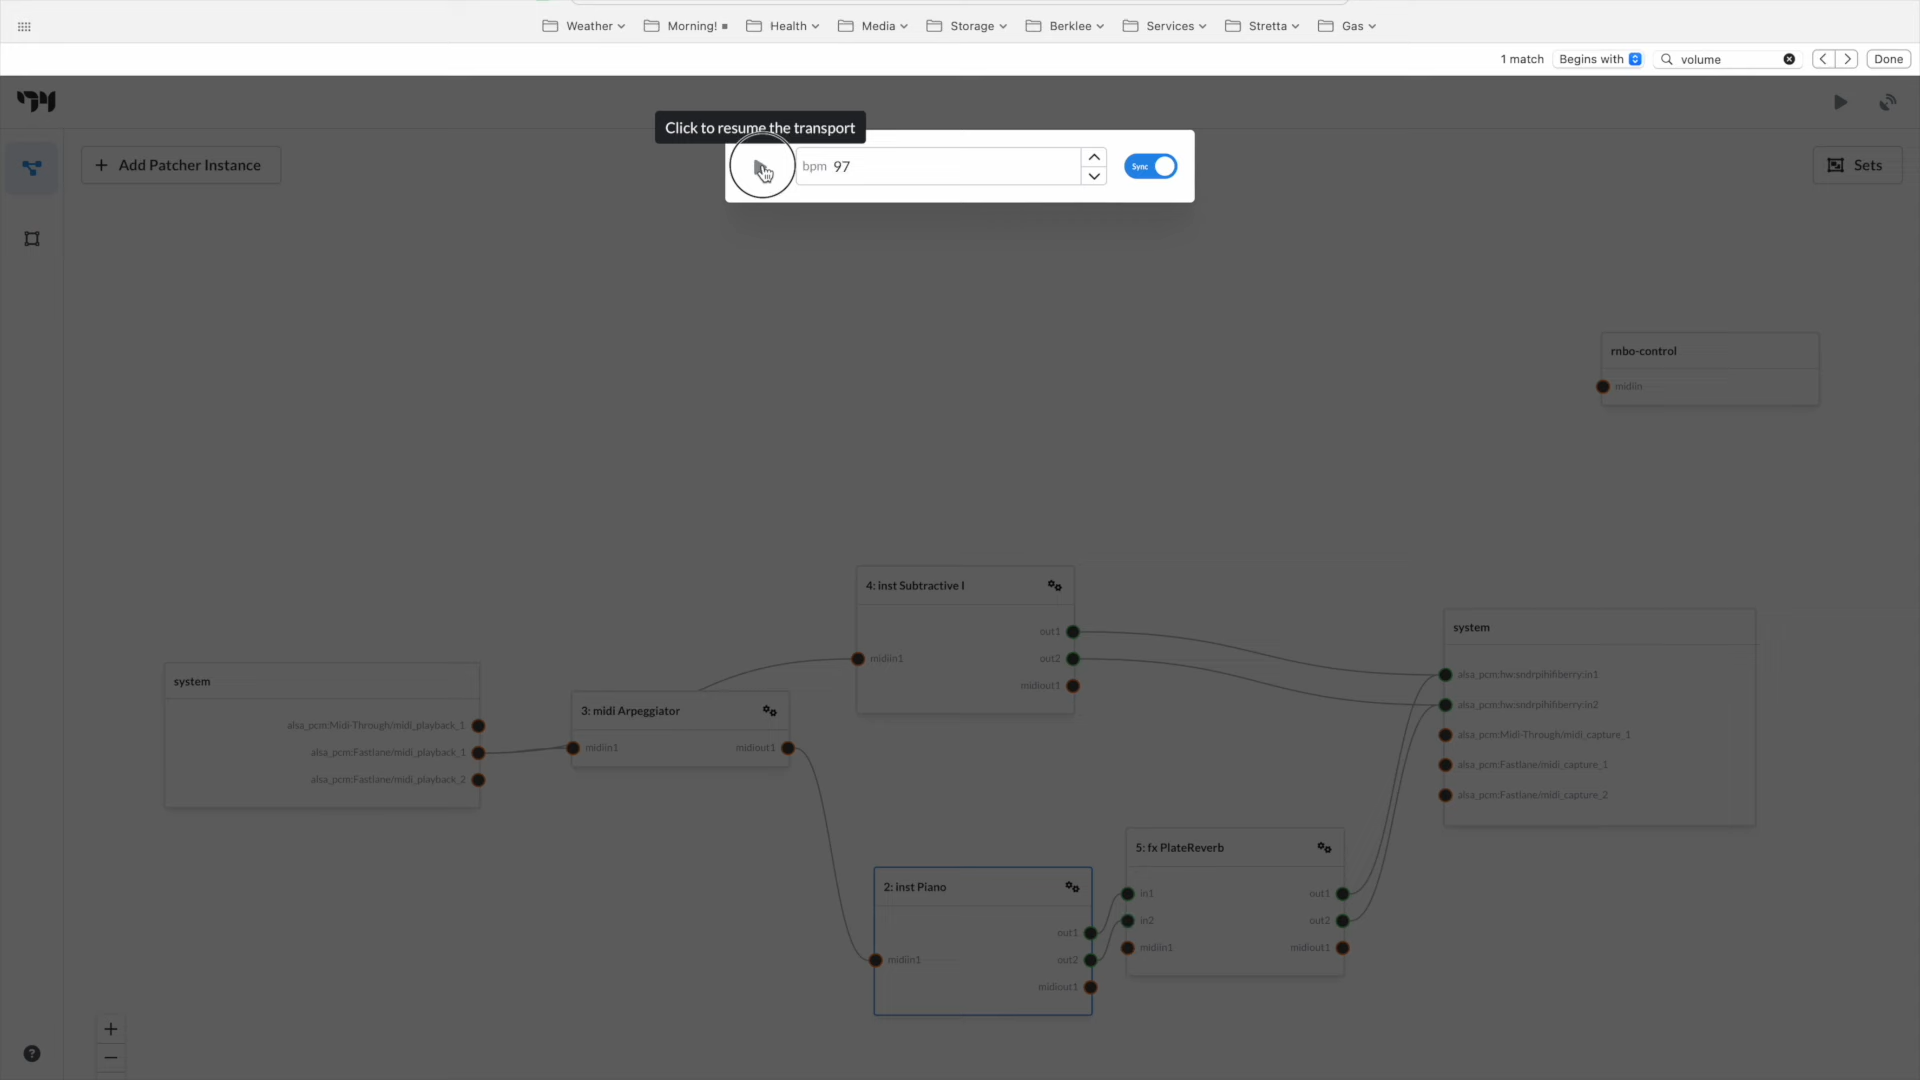 Weather
Morning!
Health
Media
Storage
Berklee
Services
Stretta
Gas
1 match
Begins with
volume
Done
Click to resume the transport
bpm 97
Sync
+ Add Patcher Instance
Sets
rnbo-control
midiin
4: inst Subtractive I
out1
midiin1
out2
midiout1
system
alsa_pcm:hw:sndrpihifiberry:in1
alsa_pcm:hw:sndrpihifiberry:in2
alsa_pcm:Midi-Through/midi_capture_1
alsa_pcm:Fastlane/midi_capture_1
alsa_pcm:Fastlane/midi_capture_2
system
alsa_pcm:Midi-Through/midi_playback_1
alsa_pcm:Fastlane/midi_playback_1
alsa_pcm:Fastlane/midi_playback_2
3: midi Arpeggiator
midiin1 midiout1
5: fx PlateReverb
in1 out1
in2 out2
midiin1 midiout1
2: inst Piano
out1
midiin1 out2
midiout1
+
−
?